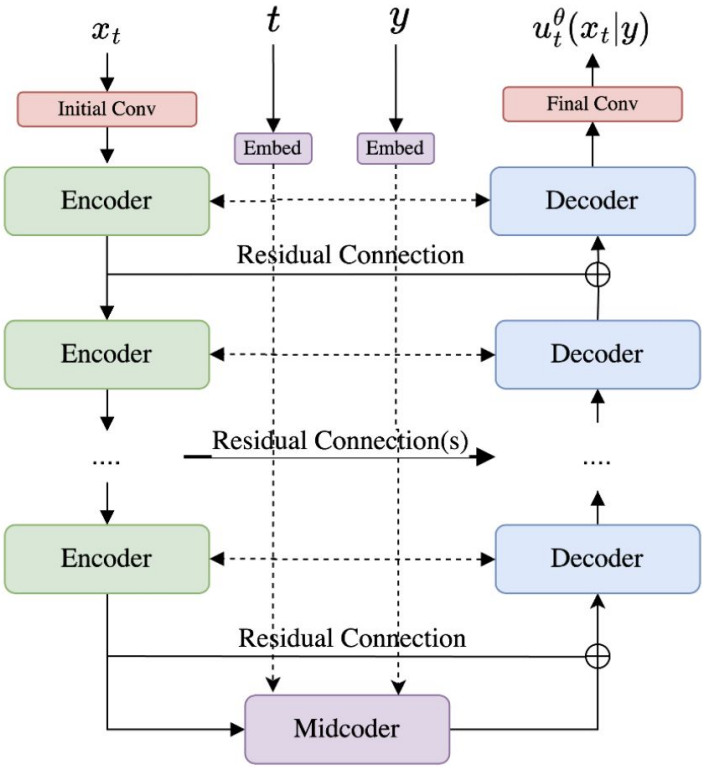 x_t t y u_t^θ(x_t|y)
Initial Conv Final Conv
Embed Embed
Encoder Decoder
Residual Connection
Encoder Decoder
Residual Connection(s)
.... ....
Encoder Decoder
Residual Connection
Midcoder